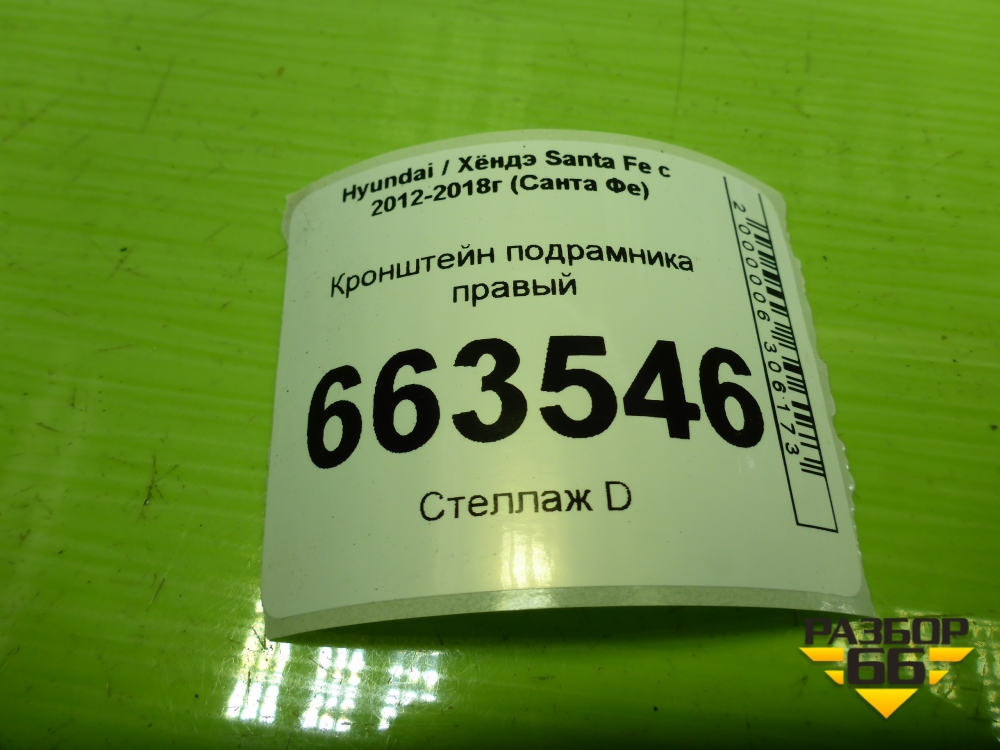 Hyundai / Хёндэ Santa Fe с
2012-2018г (Санта Фе)
Кронштейн подрамника
правый
663546
Стеллаж D
2000006306173
РАЗБОР
66